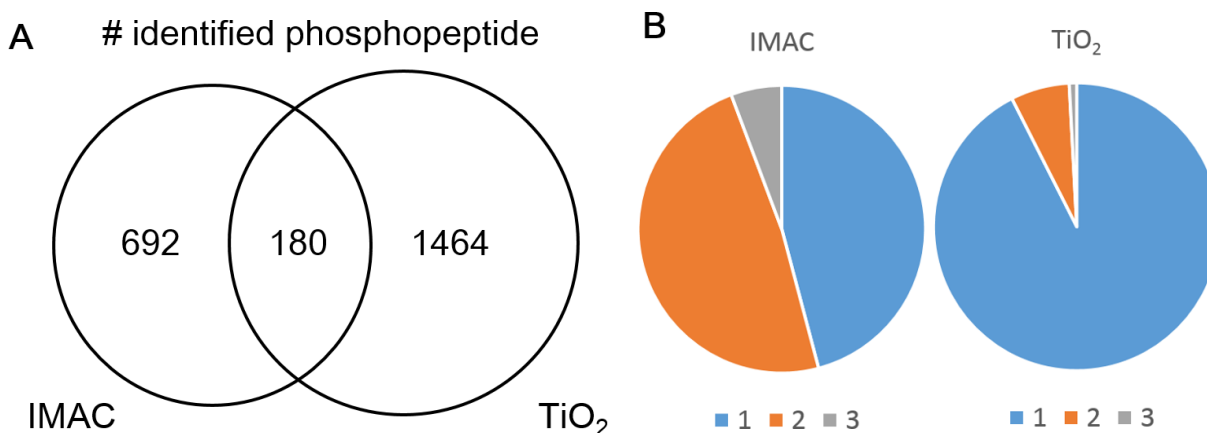 A # identified phosphopeptide
692 180 1464
IMAC TiO₂
B
IMAC TiO₂
1 2 3 1 2 3